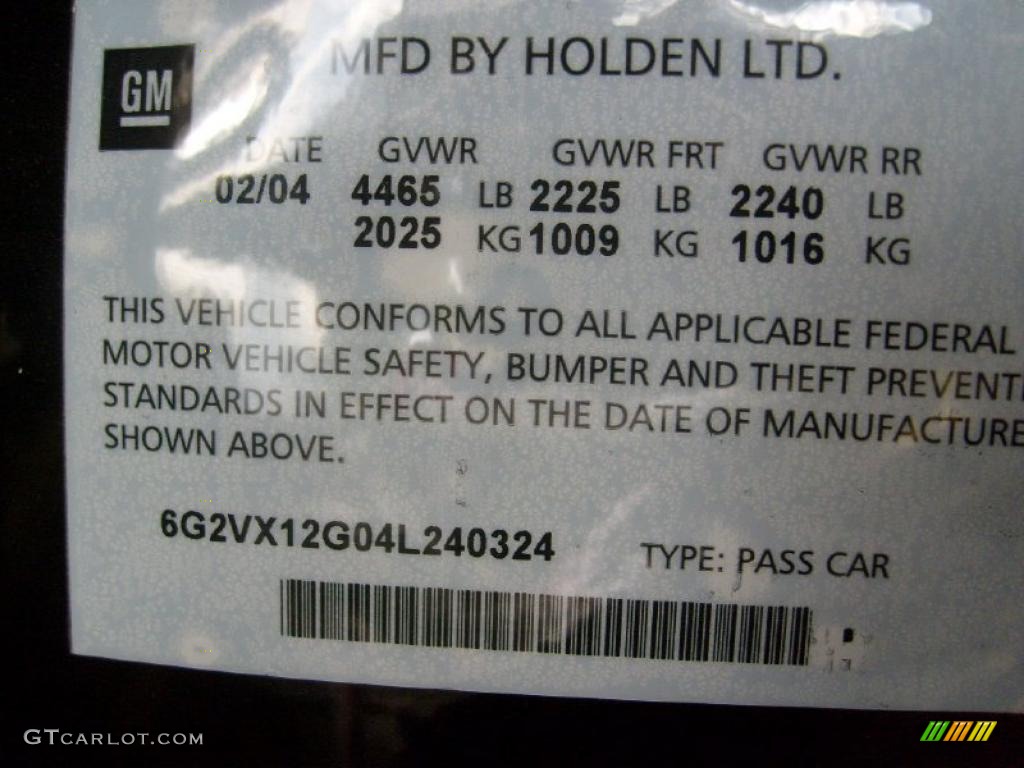 GM
MFD BY HOLDEN LTD.
DATE GVWR GVWR FRT GVWR RR
02/04 4465 LB 2225 LB 2240 LB
2025 KG 1009 KG 1016 KG
THIS VEHICLE CONFORMS TO ALL APPLICABLE FEDERAL
MOTOR VEHICLE SAFETY, BUMPER AND THEFT PREVENTI
STANDARDS IN EFFECT ON THE DATE OF MANUFACTURE
SHOWN ABOVE.
6G2VX12G04L240324 TYPE: PASS CAR
GTCARLOT.COM